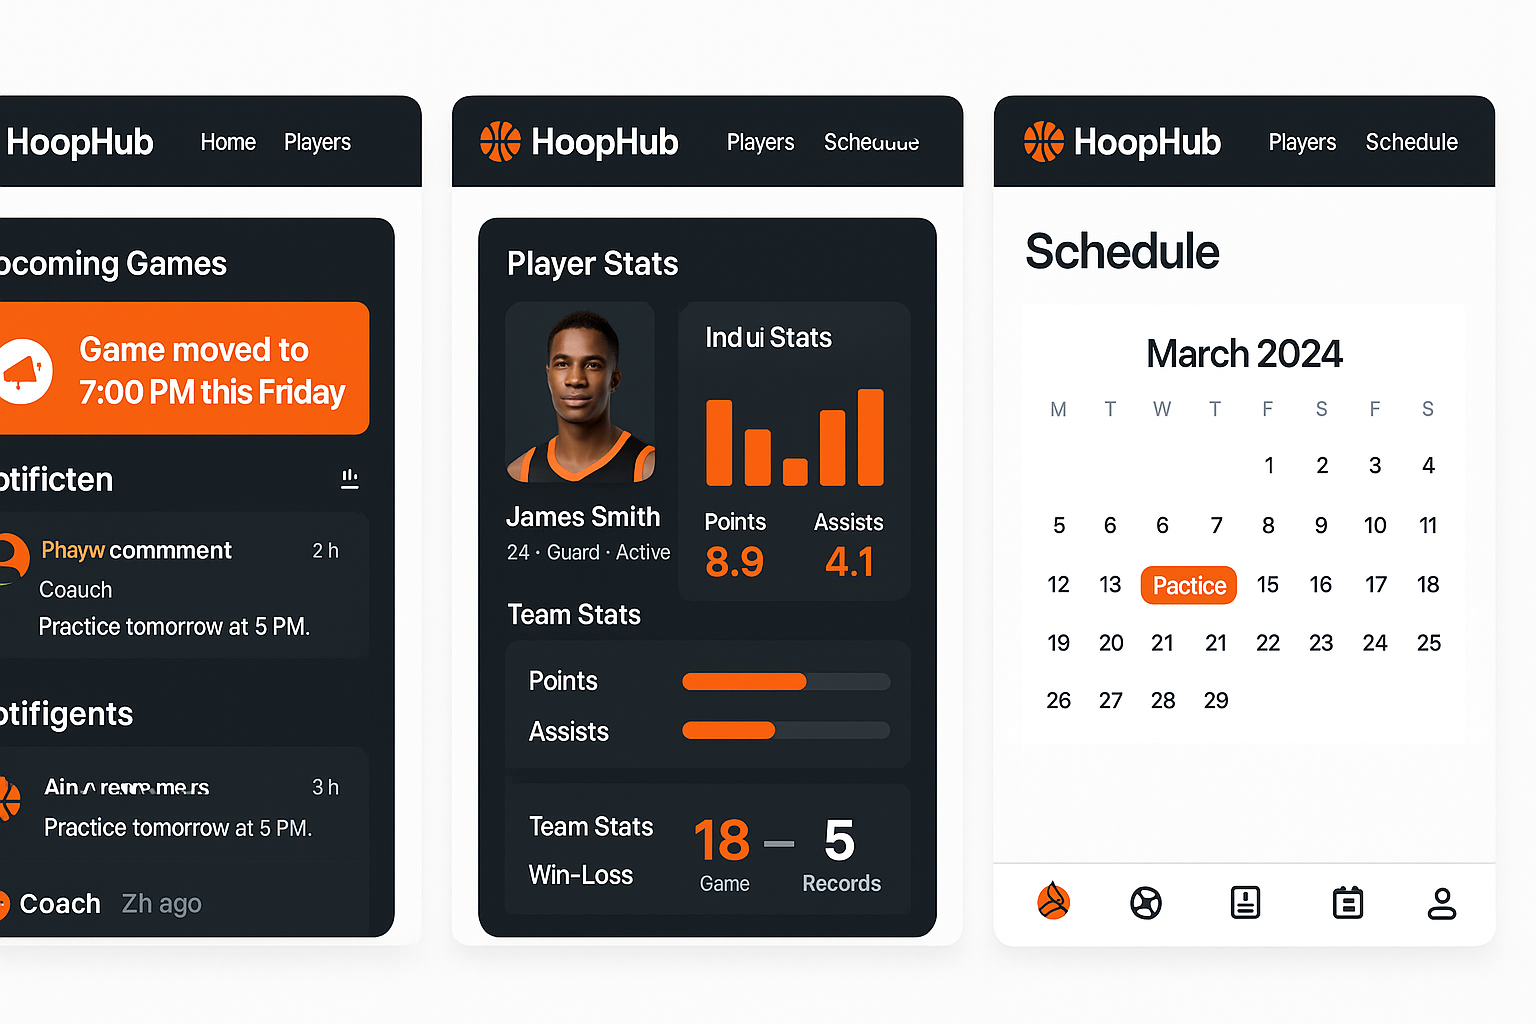 HoopHub Home Players
pcoming Games
Game moved to
7:00 PM this Friday
otificten
Phayw commment 2 h
Coauch
Practice tomorrow at 5 PM.
otifigents
3 h
Practice tomorrow at 5 PM.
Coach Zh ago
HoopHub Players Schedule
Player Stats
Ind ui Stats
James Smith
24 · Guard · Active
Points Assists
8.9 4.1
Team Stats
Points
Assists
Team Stats
Win-Loss
18 — 5
Game Records
HoopHub Players Schedule
Schedule
March 2024
M T W T F S F S
1 2 3 4
5 6 6 7 8 9 10 11
12 13 Pactice 15 16 17 18
19 20 21 21 22 23 24 25
26 27 28 29